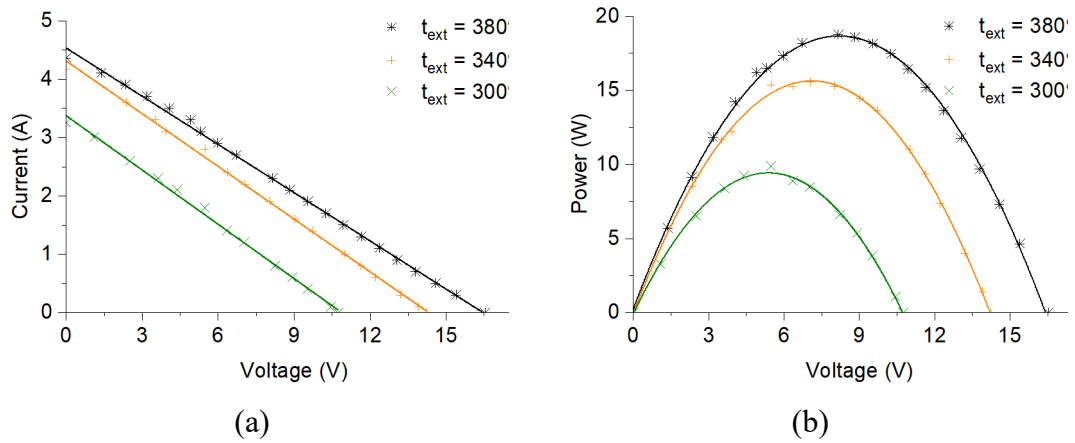 5
4
3
2
1
0
Current (A)
0 3 6 9 12 15
Voltage (V)
t_ext = 380°
t_ext = 340°
t_ext = 300°
(a)
20
15
10
5
0
Power (W)
0 3 6 9 12 15
Voltage (V)
t_ext = 380°
t_ext = 340°
t_ext = 300°
(b)